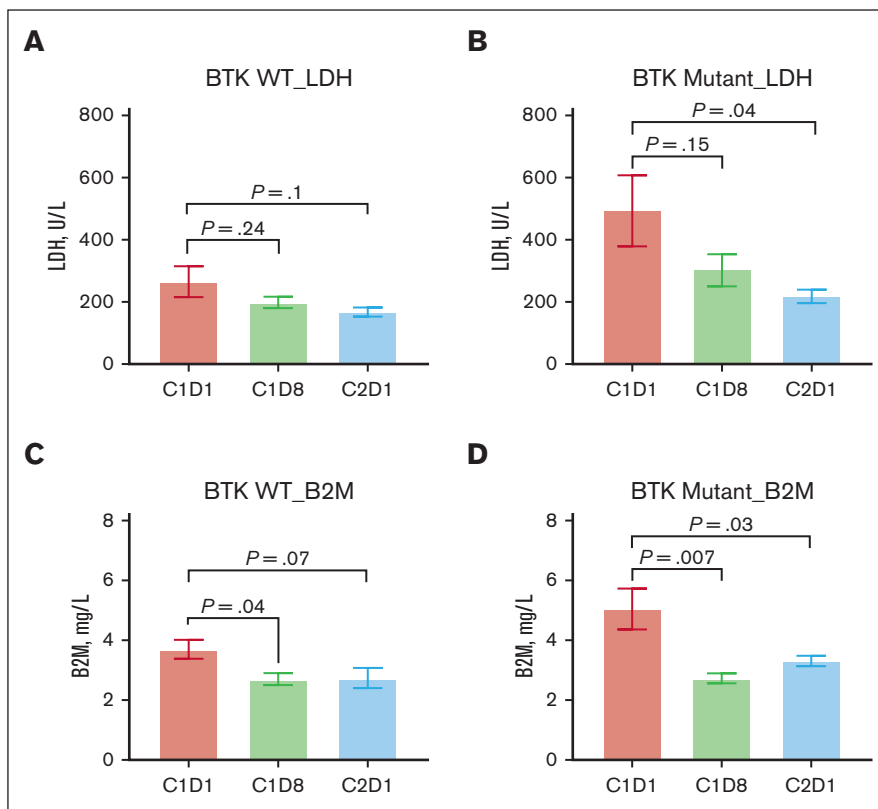 A
BTK WT_LDH
800
600
400
200
0
LDH, U/L
P = .1
P = .24
C1D1 C1D8 C2D1
B
BTK Mutant_LDH
800
600
400
200
0
LDH, U/L
P = .04
P = .15
C1D1 C1D8 C2D1
C
BTK WT_B2M
8
6
4
2
0
B2M, mg/L
P = .07
P = .04
C1D1 C1D8 C2D1
D
BTK Mutant_B2M
8
6
4
2
0
B2M, mg/L
P = .03
P = .007
C1D1 C1D8 C2D1